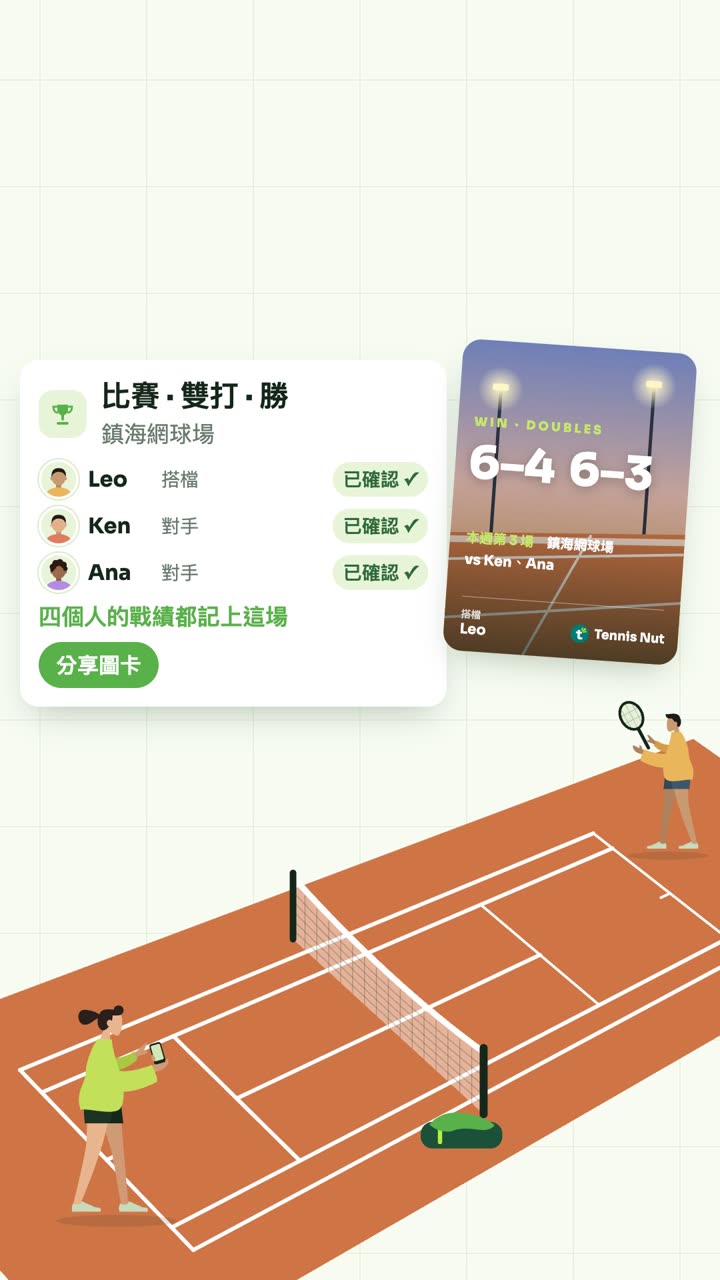 比賽·雙打·勝
鎮海網球場
Leo 搭檔 已確認 ✓
Ken 對手 已確認 ✓
Ana 對手 已確認 ✓
四個人的戰績都記上這場
分享圖卡
WIN · DOUBLES
6–4 6–3
本週第 3 場 鎮海網球場
vs Ken、Ana
搭檔
Leo
t Tennis Nut